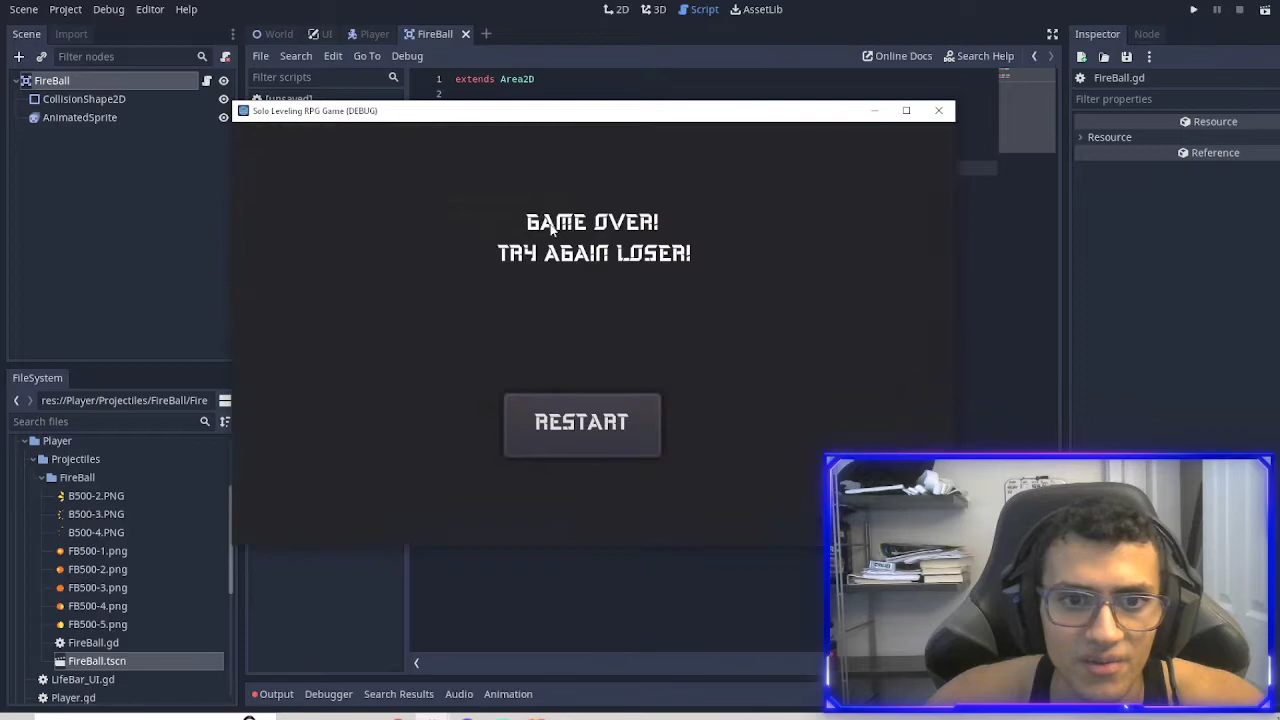 Scene Project Debug Editor Help
2D 3D Script AssetLib
Scene Import
World UI Player FireBall
Inspector Node
Filter nodes
File Search Edit Go To Debug
Online Docs Search Help
FireBall
CollisionShape2D
AnimatedSprite
Filter scripts
[unsaved]
1 extends Area2D
2
FireBall.gd
Filter properties
Resource
Resource
Reference
Solo Leveling RPG Game (DEBUG)
GAME OVER!
TRY AGAIN LOSER!
RESTART
FileSystem
res://Player/Projectiles/FireBall/Fire
Search files
Player
Projectiles
FireBall
B500-2.PNG
B500-3.PNG
B500-4.PNG
FB500-1.png
FB500-2.png
FB500-3.png
FB500-4.png
FB500-5.png
FireBall.gd
FireBall.tscn
LifeBar_UI.gd
Player.gd
Output Debugger Search Results Audio Animation